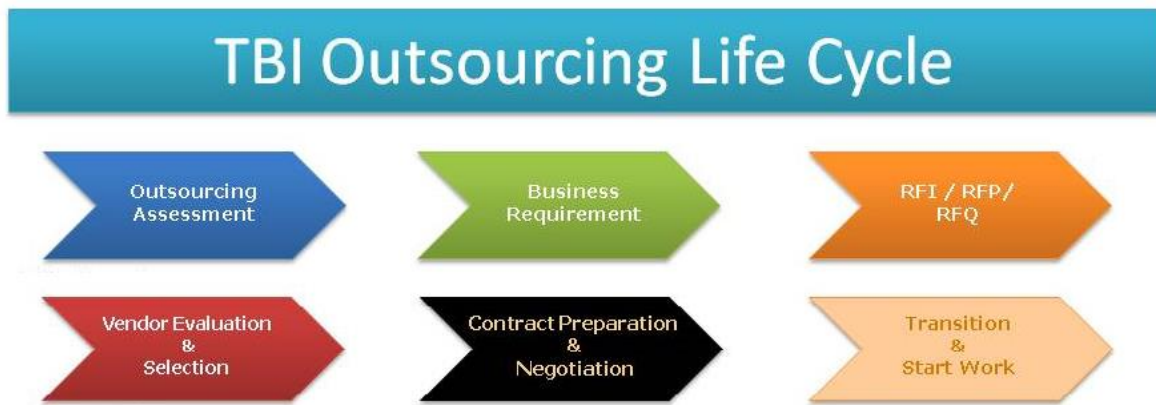 TBI Outsourcing Life Cycle
Outsourcing
Assessment
Business
Requirement
RFI / RFP/
RFQ
Vendor Evaluation
&
Selection
Contract Preparation
&
Negotiation
Transition
&
Start Work